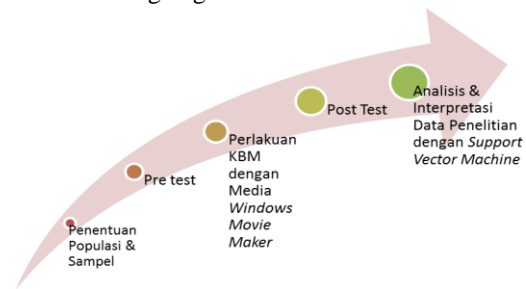 Penentuan
Populasi &
Sampel
Pre test
Perlakuan
KBM
dengan
Media
Windows
Movie
Maker
Post Test
Analisis &
Interpretasi
Data Penelitian
dengan Support
Vector Machine